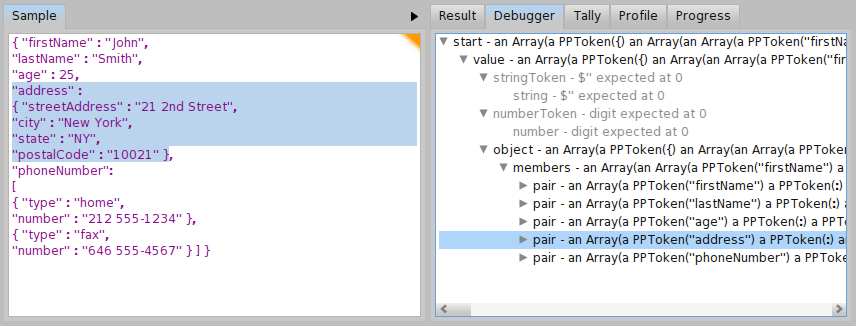 Sample
{ "firstName" : "John",
"lastName" : "Smith",
"age" : 25,
"address" :
{ "streetAddress" : "21 2nd Street",
"city" : "New York",
"state" : "NY",
"postalCode" : "10021" },
"phoneNumber":
[
{ "type" : "home",
"number" : "212 555-1234" },
{ "type" : "fax",
"number" : "646 555-4567" } ] }
Result Debugger Tally Profile Progress
start - an Array(a PPToken({) an Array(an Array(a PPToken("firstNa
value - an Array(a PPToken({) an Array(an Array(a PPToken("fir
stringToken - $" expected at 0
string - $" expected at 0
numberToken - digit expected at 0
number - digit expected at 0
object - an Array(a PPToken({) an Array(an Array(a PPToken("f
members - an Array(an Array(a PPToken("firstName") a
pair - an Array(a PPToken("firstName") a PPToken(:)
pair - an Array(a PPToken("lastName") a PPToken(:)
pair - an Array(a PPToken("age") a PPToken(:) a PPTo
pair - an Array(a PPToken("address") a PPToken(:) a
pair - an Array(a PPToken("phoneNumber") a PPToke